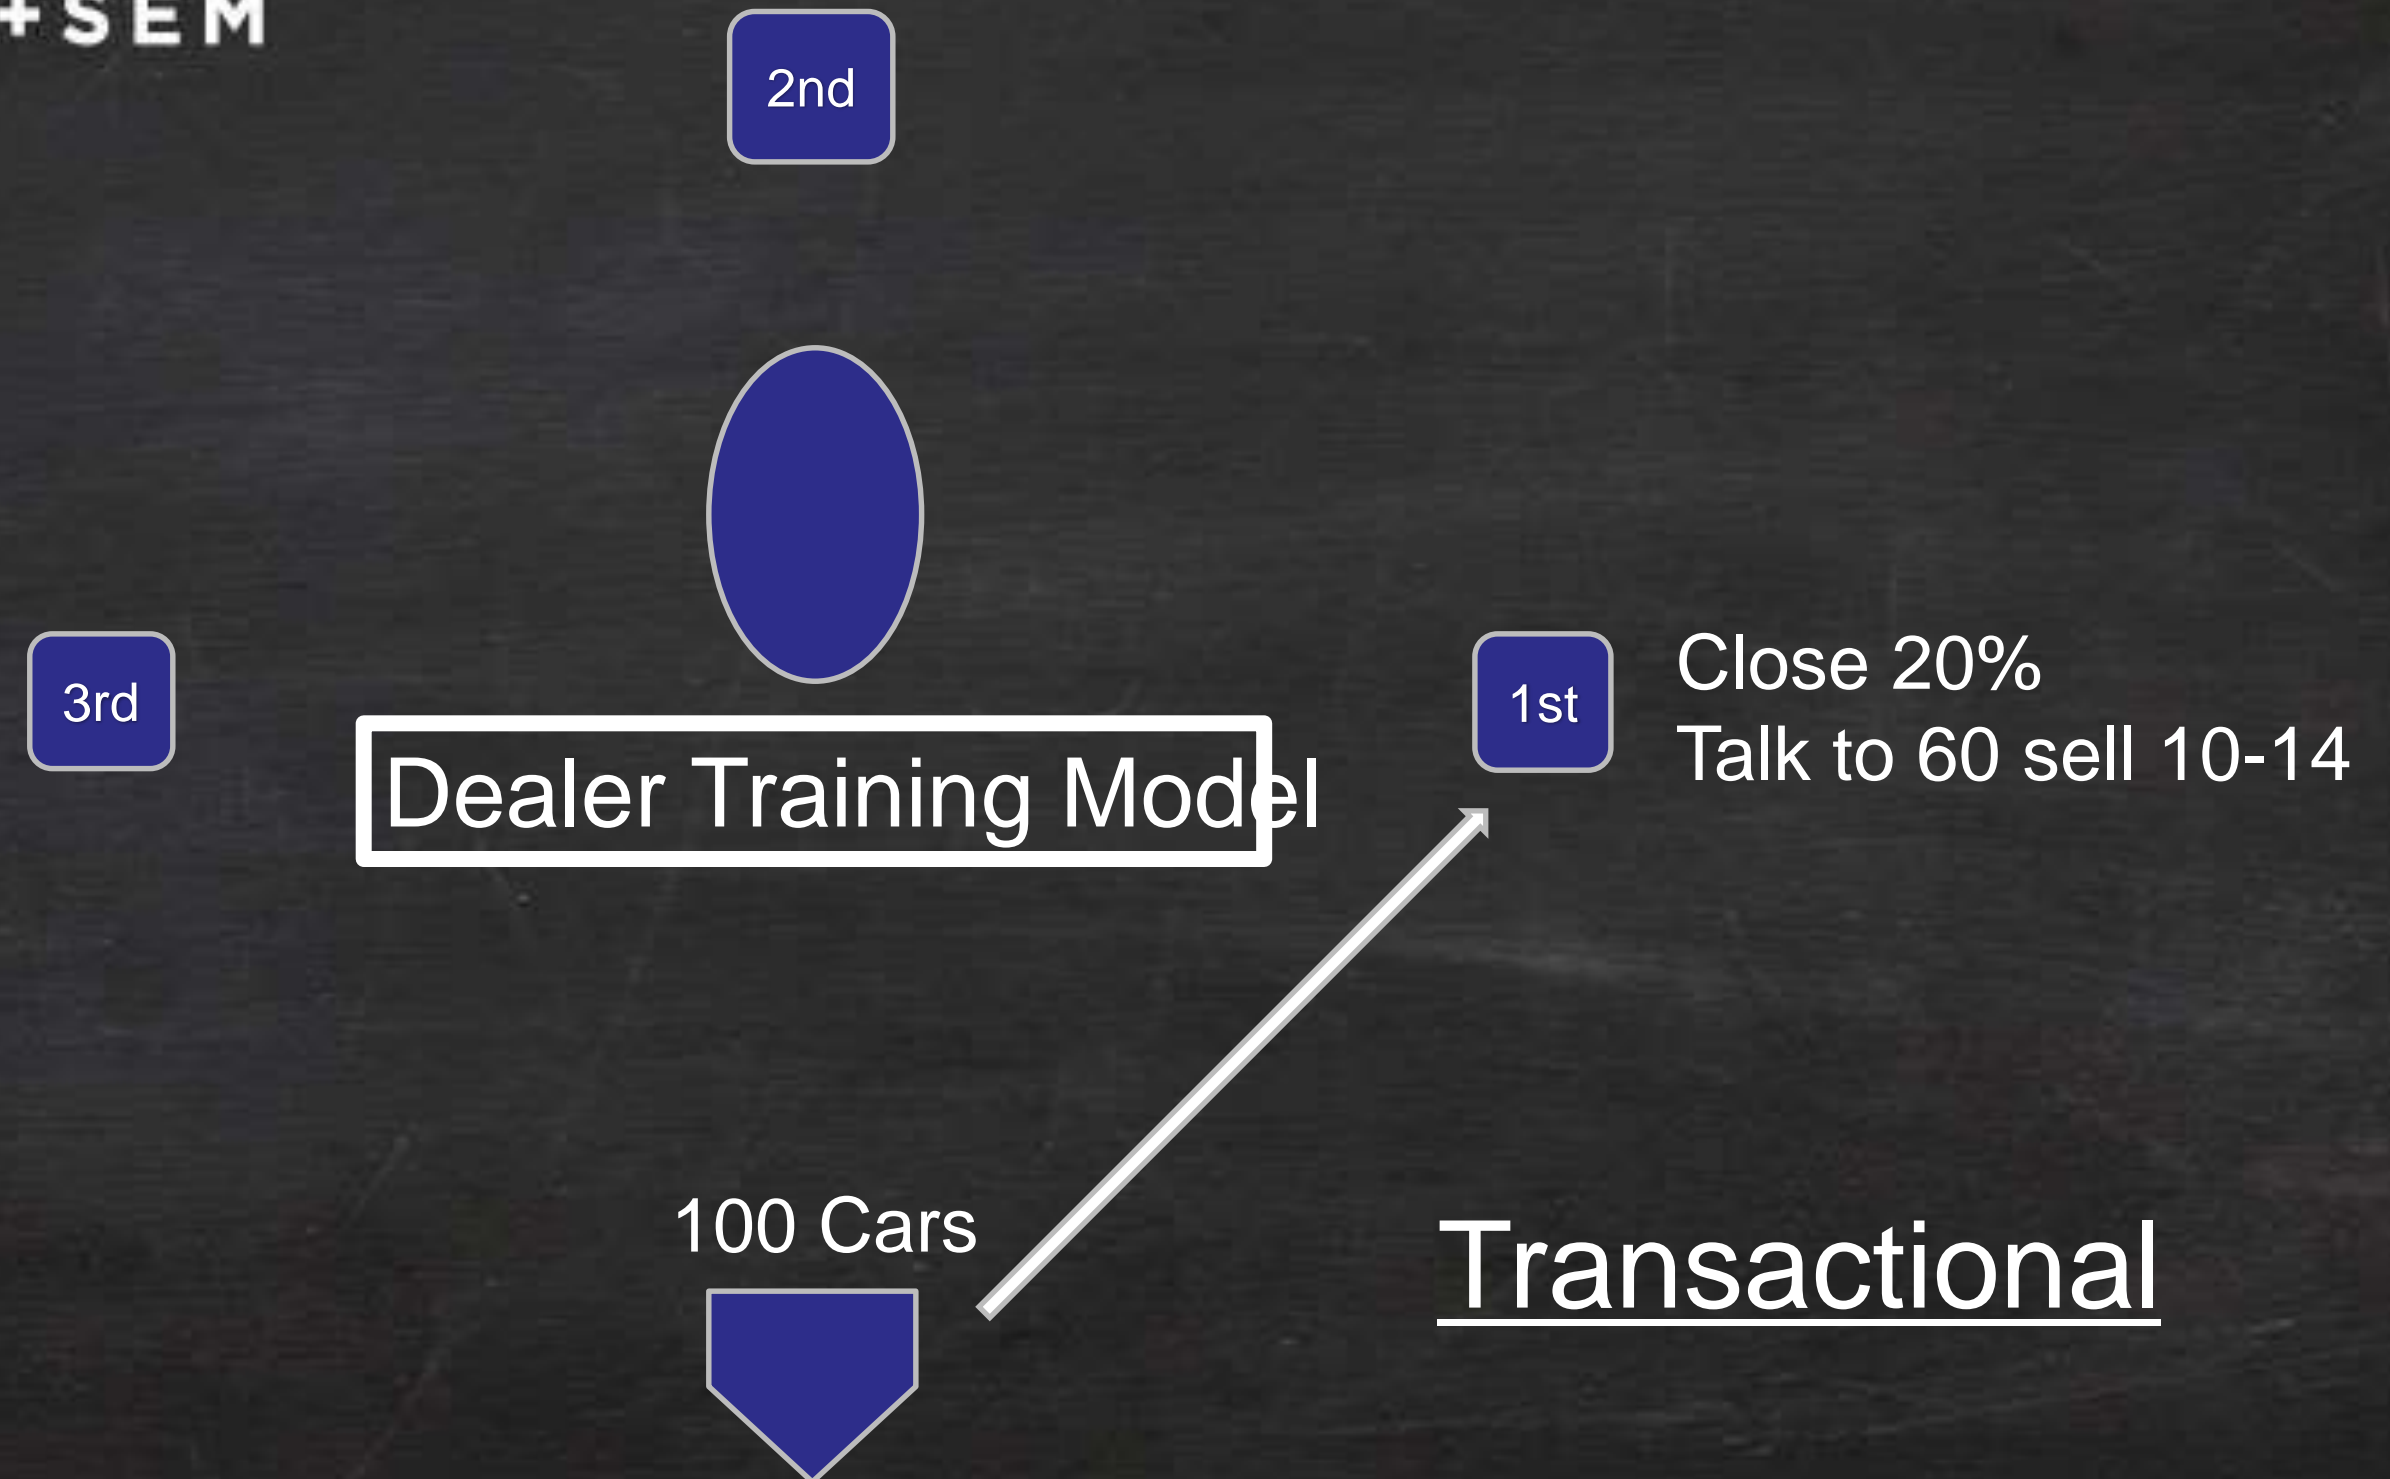 +SEM
2nd
3rd
Dealer Training Model
1st
Close 20%
Talk to 60 sell 10-14
100 Cars
Transactional